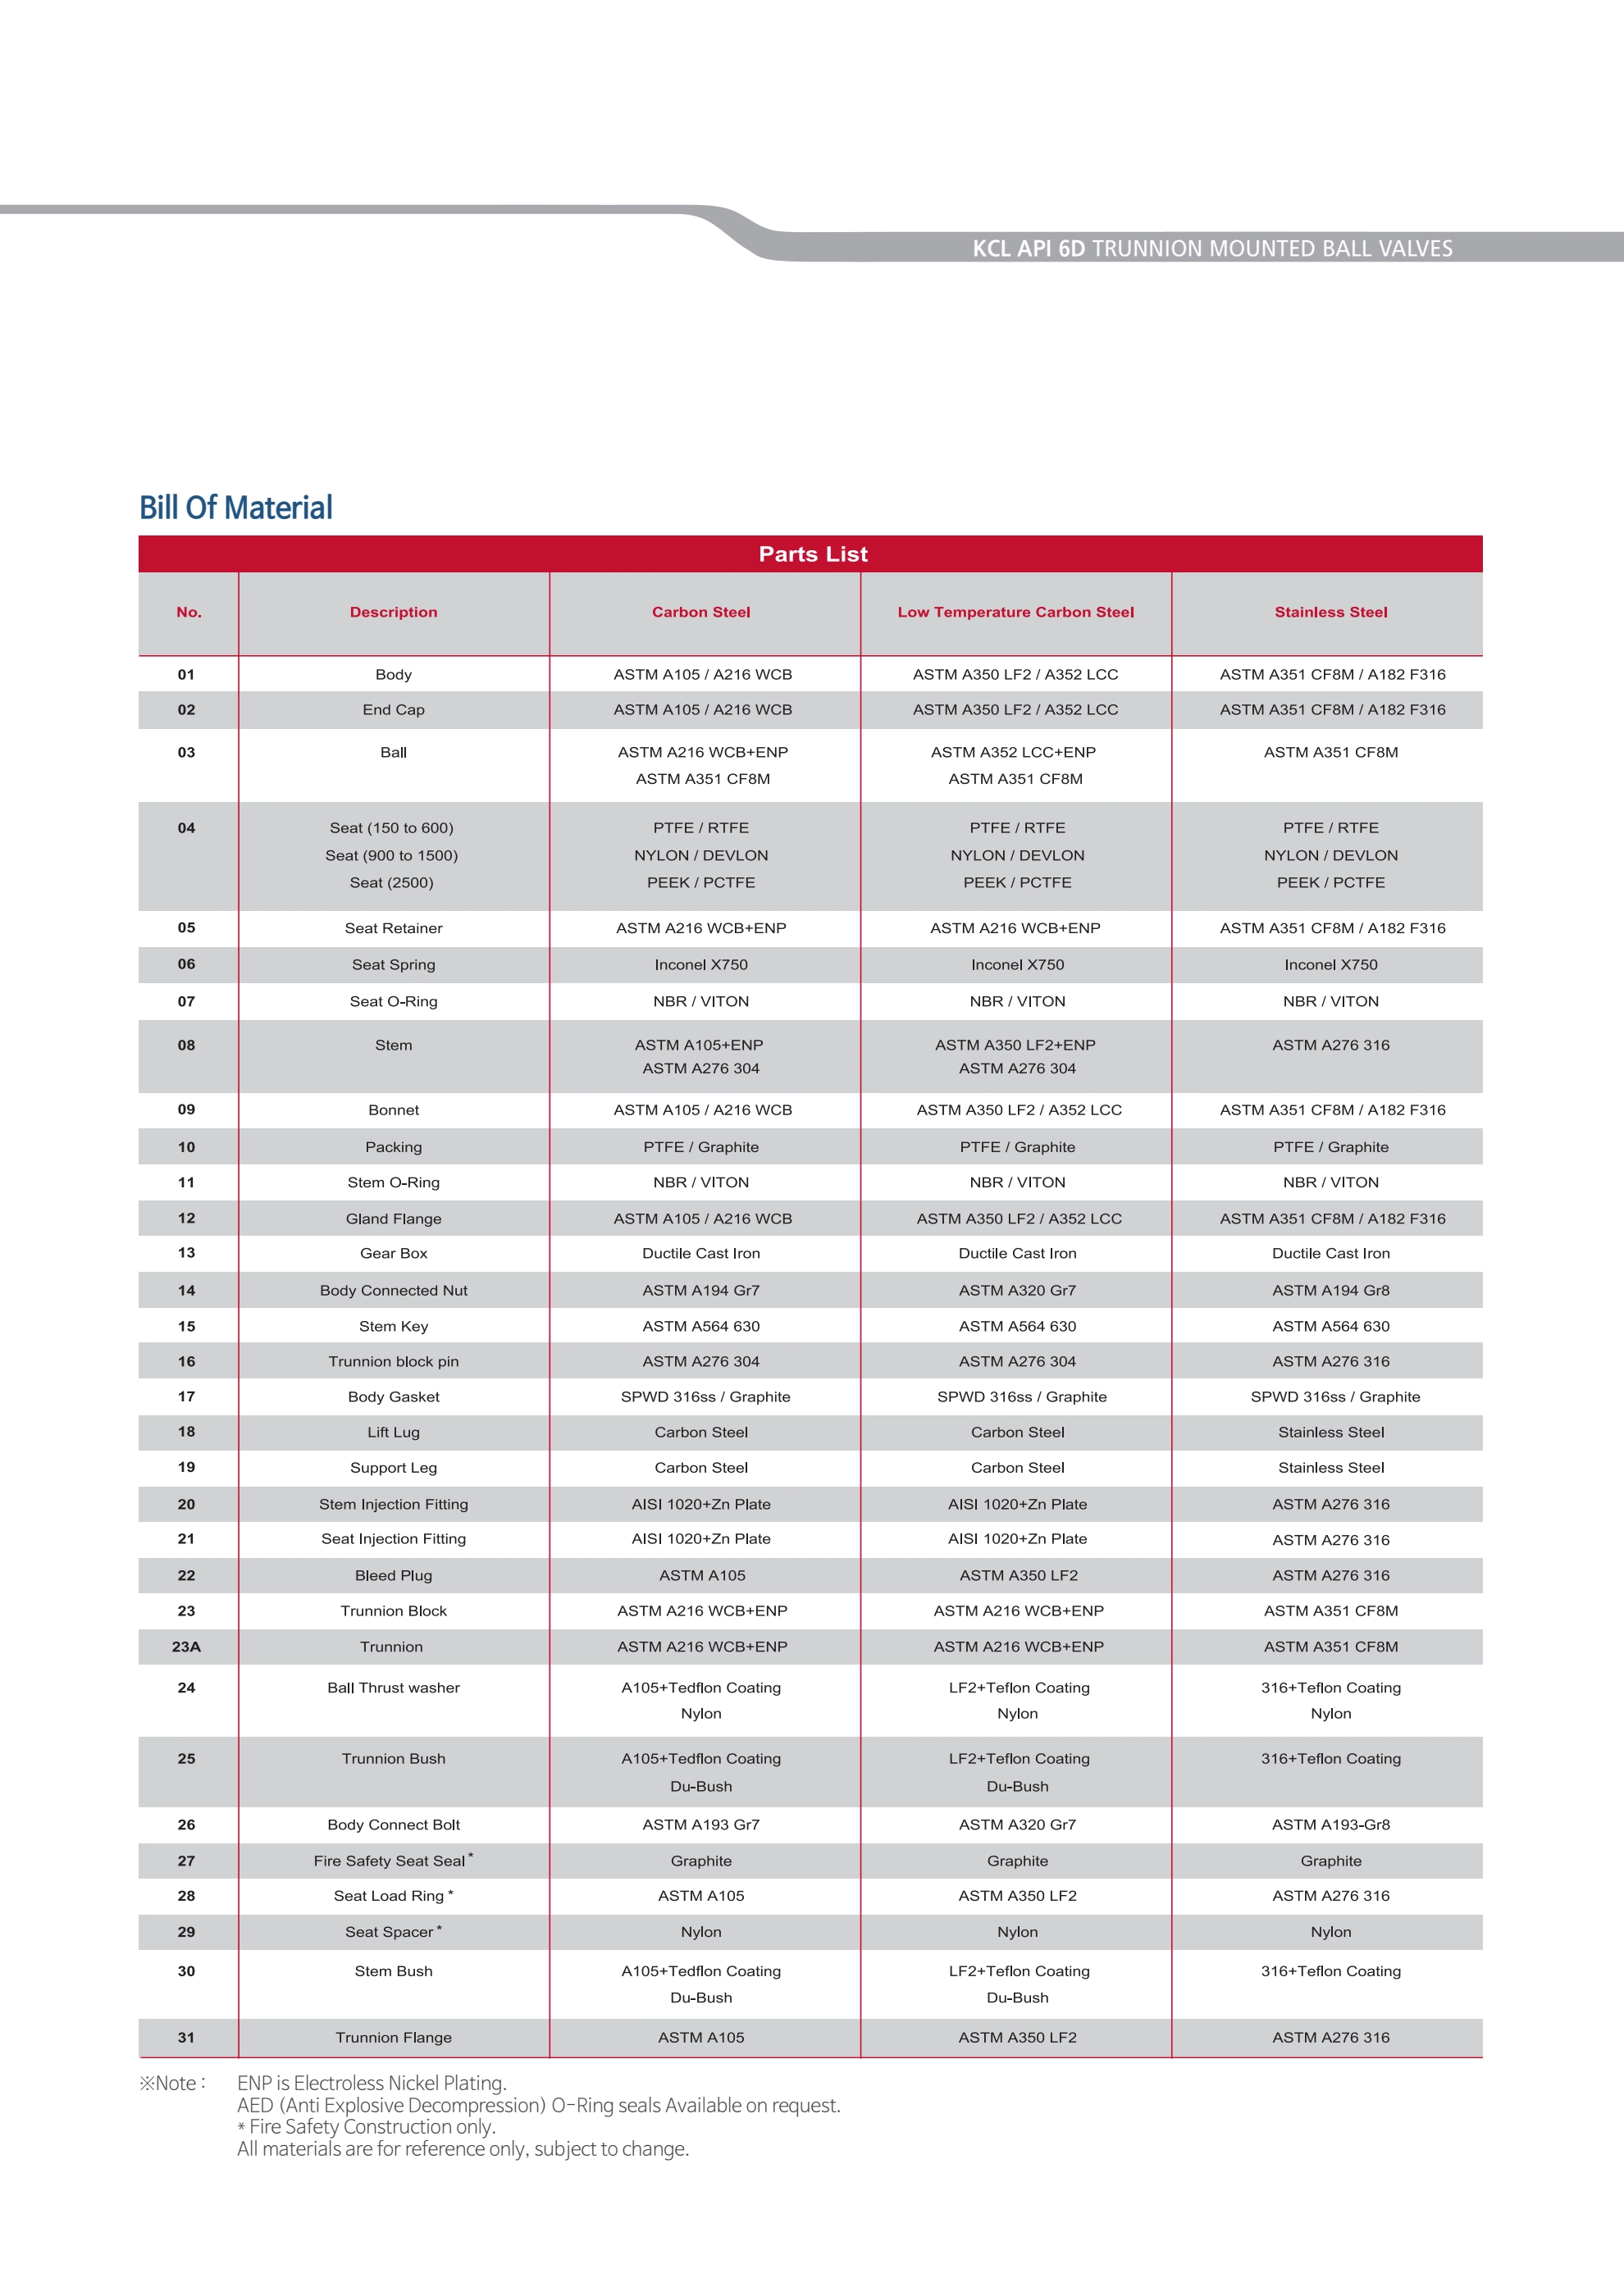 KCL API 6D TRUNNION MOUNTED BALL VALVES
Bill Of Material
Parts List
No. Description Carbon Steel Low Temperature Carbon Steel Stainless Steel
01 Body ASTM A105 / A216 WCB ASTM A350 LF2 / A352 LCC ASTM A351 CF8M / A182 F316
02 End Cap ASTM A105 / A216 WCB ASTM A350 LF2 / A352 LCC ASTM A351 CF8M / A182 F316
03 Ball ASTM A216 WCB+ENP ASTM A352 LCC+ENP ASTM A351 CF8M
ASTM A351 CF8M ASTM A351 CF8M
04 Seat (150 to 600) PTFE / RTFE PTFE / RTFE PTFE / RTFE
Seat (900 to 1500) NYLON / DEVLON NYLON / DEVLON NYLON / DEVLON
Seat (2500) PEEK / PCTFE PEEK / PCTFE PEEK / PCTFE
05 Seat Retainer ASTM A216 WCB+ENP ASTM A216 WCB+ENP ASTM A351 CF8M / A182 F316
06 Seat Spring Inconel X750 Inconel X750 Inconel X750
07 Seat O-Ring NBR / VITON NBR / VITON NBR / VITON
08 Stem ASTM A105+ENP ASTM A350 LF2+ENP ASTM A276 316
ASTM A276 304 ASTM A276 304
09 Bonnet ASTM A105 / A216 WCB ASTM A350 LF2 / A352 LCC ASTM A351 CF8M / A182 F316
10 Packing PTFE / Graphite PTFE / Graphite PTFE / Graphite
11 Stem O-Ring NBR / VITON NBR / VITON NBR / VITON
12 Gland Flange ASTM A105 / A216 WCB ASTM A350 LF2 / A352 LCC ASTM A351 CF8M / A182 F316
13 Gear Box Ductile Cast Iron Ductile Cast Iron Ductile Cast Iron
14 Body Connected Nut ASTM A194 Gr7 ASTM A320 Gr7 ASTM A194 Gr8
15 Stem Key ASTM A564 630 ASTM A564 630 ASTM A564 630
16 Trunnion block pin ASTM A276 304 ASTM A276 304 ASTM A276 316
17 Body Gasket SPWD 316ss / Graphite SPWD 316ss / Graphite SPWD 316ss / Graphite
18 Lift Lug Carbon Steel Carbon Steel Stainless Steel
19 Support Leg Carbon Steel Carbon Steel Stainless Steel
20 Stem Injection Fitting AISI 1020+Zn Plate AISI 1020+Zn Plate ASTM A276 316
21 Seat Injection Fitting AISI 1020+Zn Plate AISI 1020+Zn Plate ASTM A276 316
22 Bleed Plug ASTM A105 ASTM A350 LF2 ASTM A276 316
23 Trunnion Block ASTM A216 WCB+ENP ASTM A216 WCB+ENP ASTM A351 CF8M
23A Trunnion ASTM A216 WCB+ENP ASTM A216 WCB+ENP ASTM A351 CF8M
24 Ball Thrust washer A105+Tedflon Coating LF2+Teflon Coating 316+Teflon Coating
Nylon Nylon Nylon
25 Trunnion Bush A105+Tedflon Coating LF2+Teflon Coating 316+Teflon Coating
Du-Bush Du-Bush
26 Body Connect Bolt ASTM A193 Gr7 ASTM A320 Gr7 ASTM A193-Gr8
27 Fire Safety Seat Seal * Graphite Graphite Graphite
28 Seat Load Ring * ASTM A105 ASTM A350 LF2 ASTM A276 316
29 Seat Spacer * Nylon Nylon Nylon
30 Stem Bush A105+Tedflon Coating LF2+Teflon Coating 316+Teflon Coating
Du-Bush Du-Bush
31 Trunnion Flange ASTM A105 ASTM A350 LF2 ASTM A276 316
※Note : ENP is Electroless Nickel Plating.
AED (Anti Explosive Decompression) O-Ring seals Available on request.
* Fire Safety Construction only.
All materials are for reference only, subject to change.